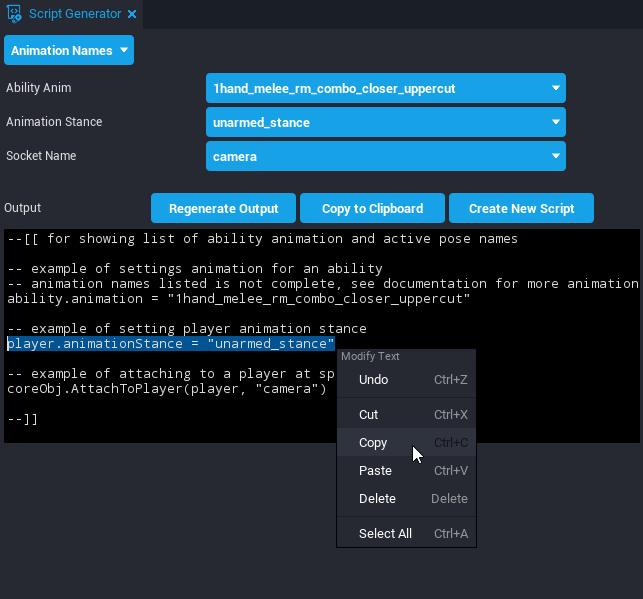 Script Generator
Animation Names
Ability Anim 1hand_melee_rm_combo_closer_uppercut
Animation Stance unarmed_stance
Socket Name camera
Output Regenerate Output Copy to Clipboard Create New Script
--[[ for showing list of ability animation and active pose names
-- example of settings animation for an ability
-- animation names listed is not complete, see documentation for more animation
ability.animation = "1hand_melee_rm_combo_closer_uppercut"
-- example of setting player animation stance
player.animationStance = "unarmed_stance"
-- example of attaching to a player at sp
coreObj.AttachToPlayer(player, "camera")
--]]
Modify Text
Undo Ctrl+Z
Cut Ctrl+X
Copy Ctrl+C
Paste Ctrl+V
Delete Delete
Select All Ctrl+A